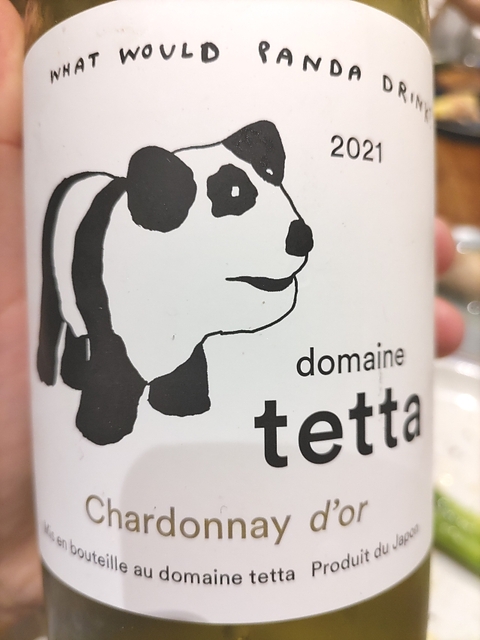 WHAT WOULD PANDA DRINK?
2021
domaine
tetta
Chardonnay d'or
Mis en bouteille au domaine tetta Produit du Japon